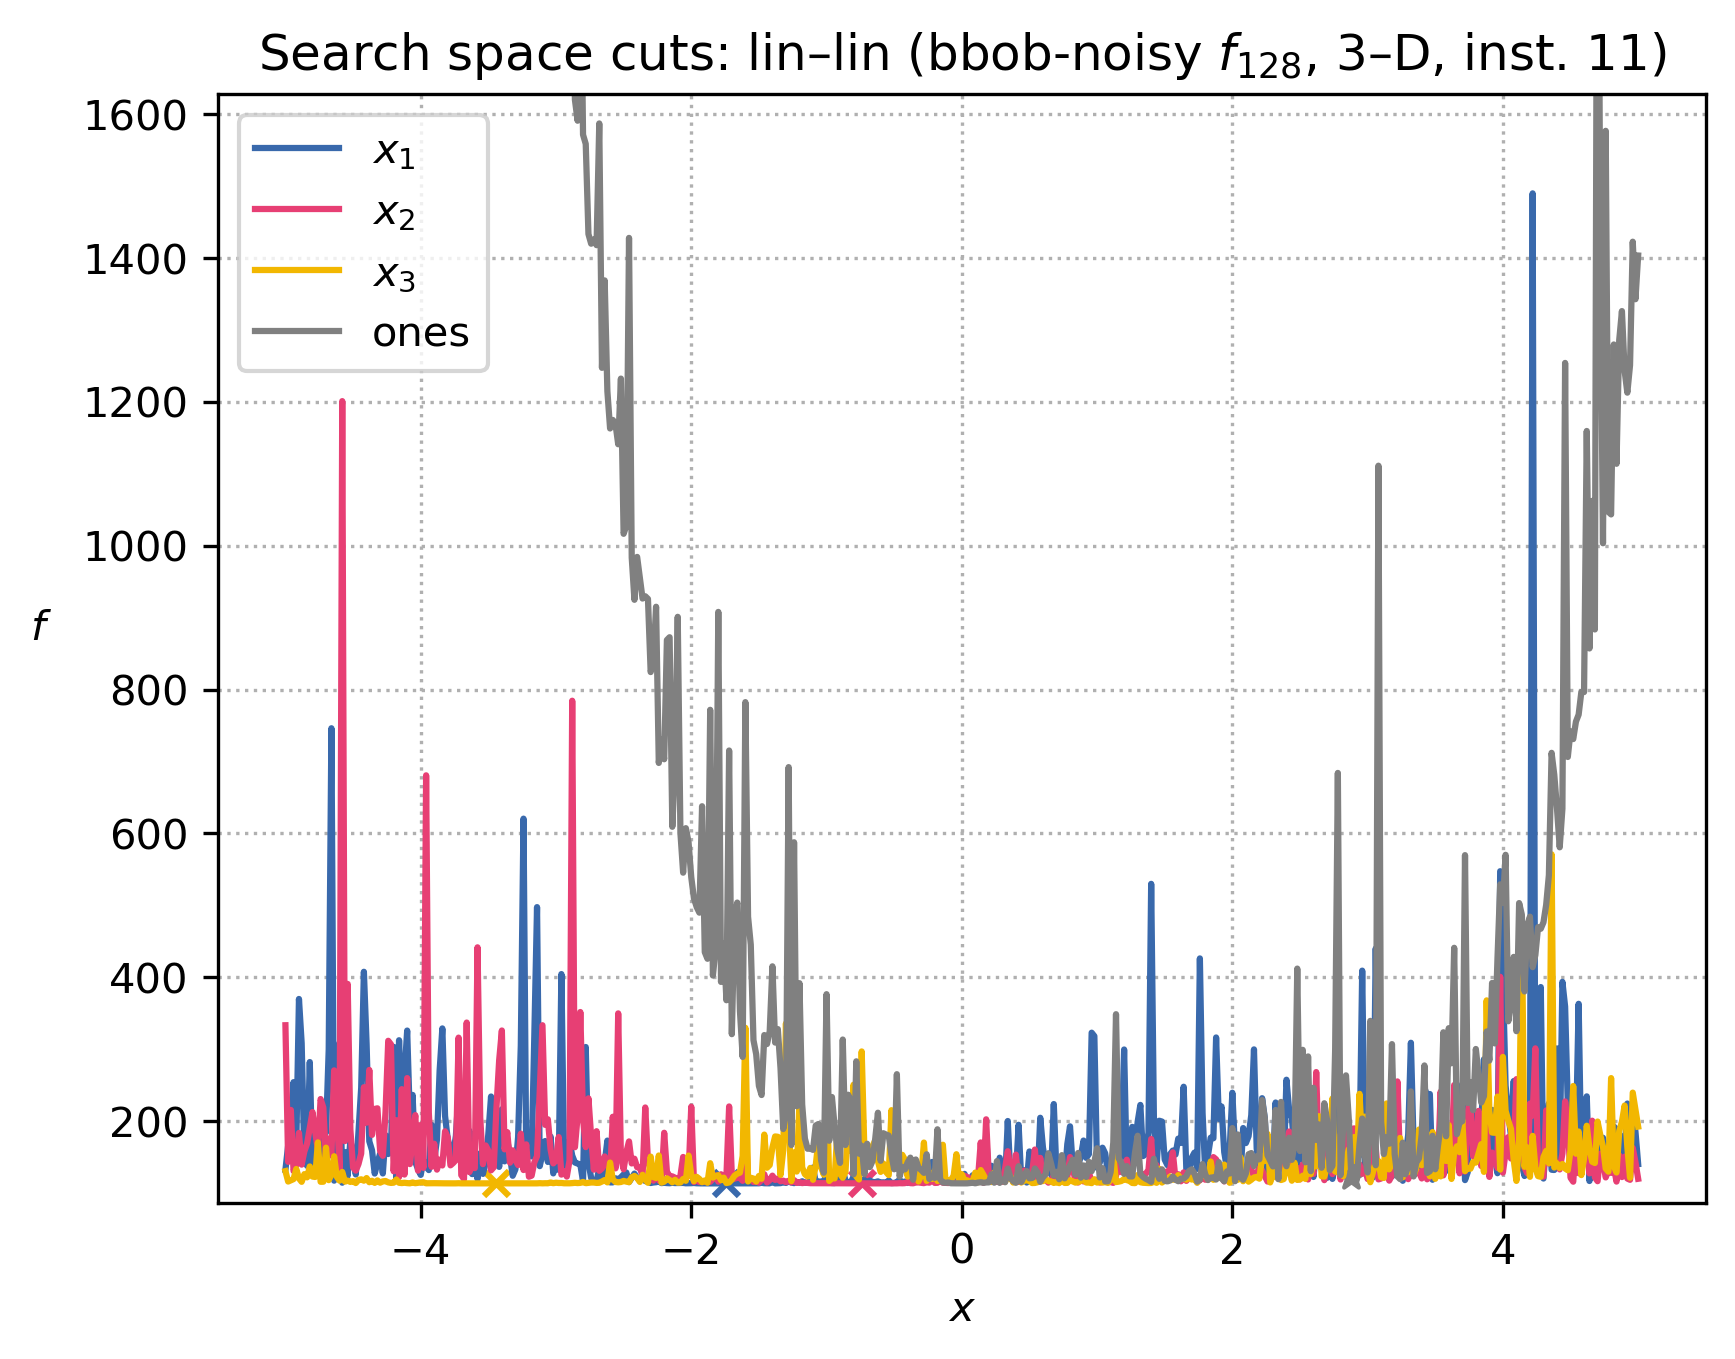 Search space cuts: lin–lin (bbob-noisy f₁₂₈, 3–D, inst. 11)
1600
1400
1200
1000
800
600
400
200
f
x₁
x₂
x₃
ones
−4 −2 0 2 4
x